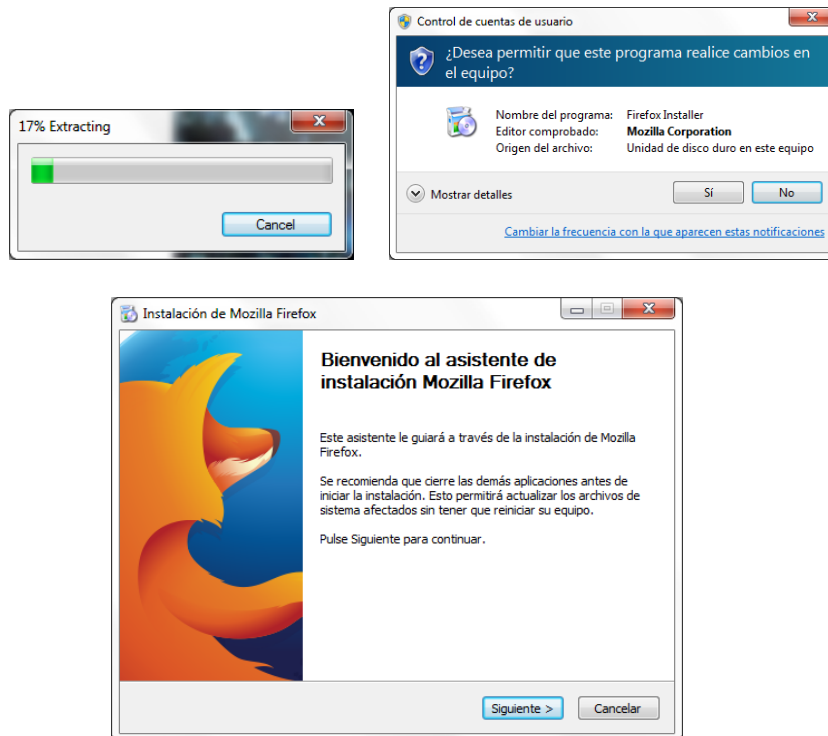 17% Extracting
Cancel
Control de cuentas de usuario
¿Desea permitir que este programa realice cambios en
el equipo?
Nombre del programa: Firefox Installer
Editor comprobado: Mozilla Corporation
Origen del archivo: Unidad de disco duro en este equipo
Mostrar detalles
Sí
No
Cambiar la frecuencia con la que aparecen estas notificaciones
Instalación de Mozilla Firefox
Bienvenido al asistente de
instalación Mozilla Firefox
Este asistente le guiará a través de la instalación de Mozilla
Firefox.
Se recomienda que cierre las demás aplicaciones antes de
iniciar la instalación. Esto permitirá actualizar los archivos de
sistema afectados sin tener que reiniciar su equipo.
Pulse Siguiente para continuar.
Siguiente >
Cancelar